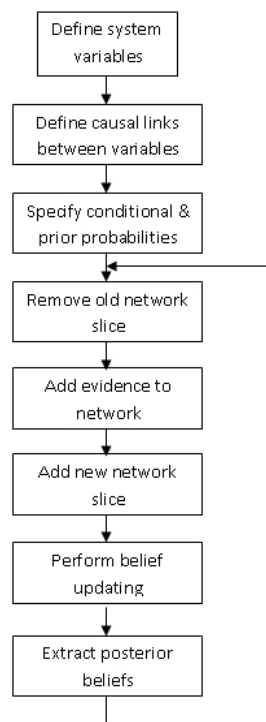 Define system
variables
Define causal links
between variables
Specify conditional &
prior probabilities
Remove old network
slice
Add evidence to
network
Add new network
slice
Perform belief
updating
Extract posterior
beliefs